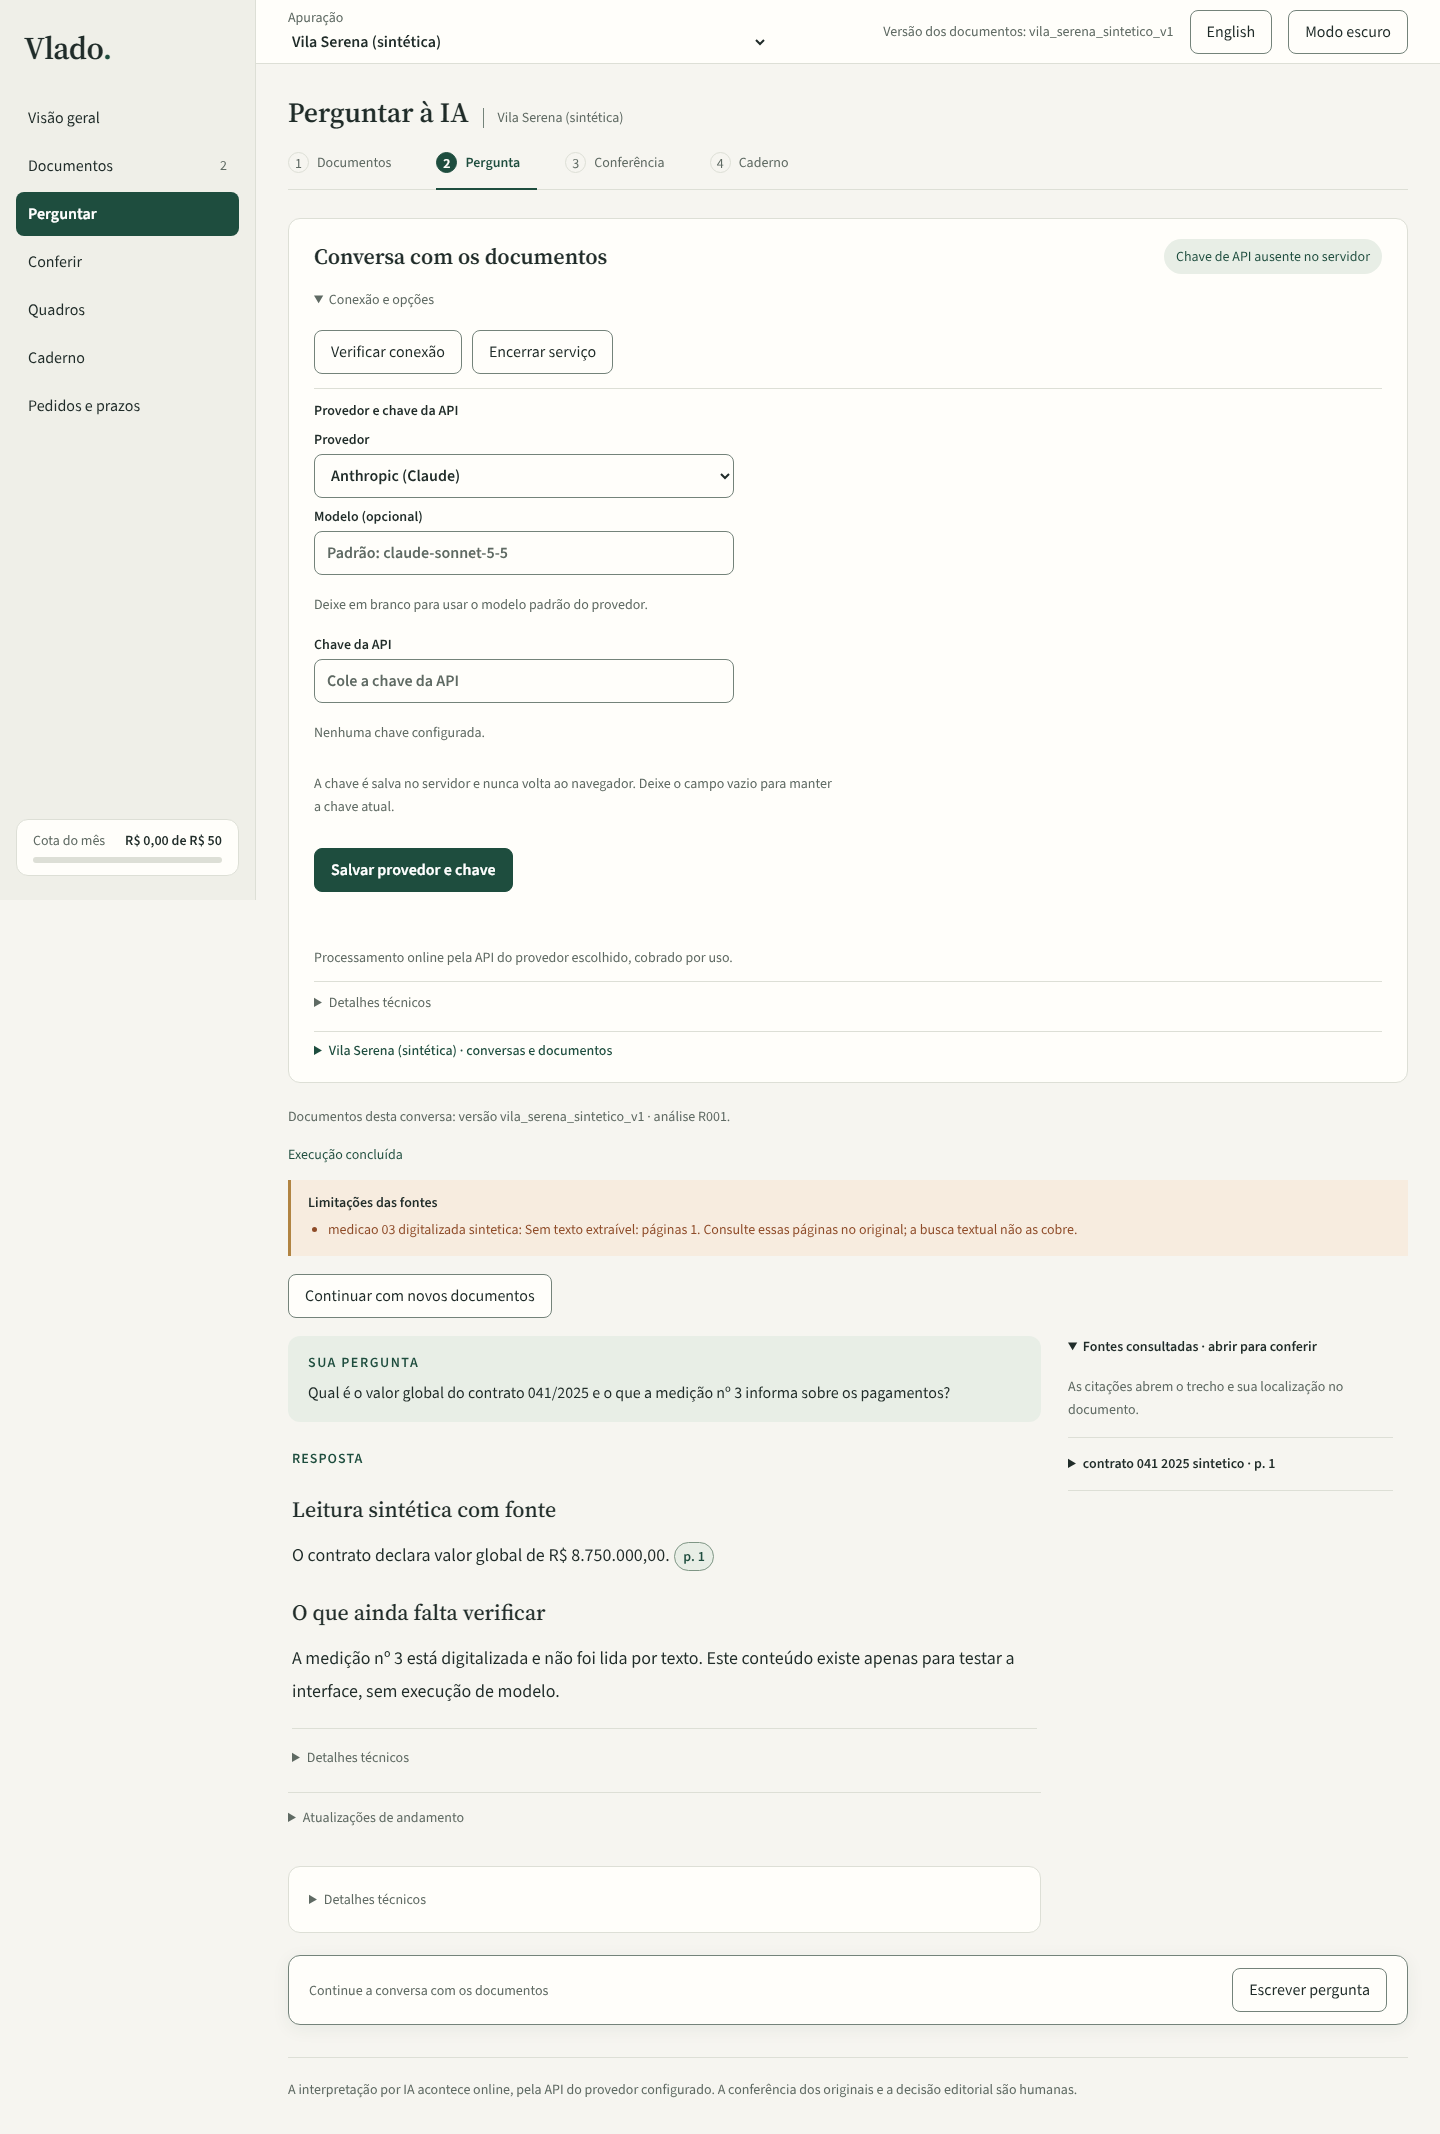 Vlado.
Visão geral
Documentos 2
Perguntar
Conferir
Quadros
Caderno
Pedidos e prazos
Cota do mês R$ 0,00 de R$ 50
Apuração
Vila Serena (sintética)
Versão dos documentos: vila_serena_sintetico_v1
English
Modo escuro
Perguntar à IA
Vila Serena (sintética)
1 Documentos
2 Pergunta
3 Conferência
4 Caderno
Conversa com os documentos
Chave de API ausente no servidor
▼ Conexão e opções
Verificar conexão
Encerrar serviço
Provedor e chave da API
Provedor
Anthropic (Claude)
Modelo (opcional)
Padrão: claude-sonnet-5-5
Deixe em branco para usar o modelo padrão do provedor.
Chave da API
Cole a chave da API
Nenhuma chave configurada.
A chave é salva no servidor e nunca volta ao navegador. Deixe o campo vazio para manter
a chave atual.
Salvar provedor e chave
Processamento online pela API do provedor escolhido, cobrado por uso.
▶ Detalhes técnicos
▶ Vila Serena (sintética) · conversas e documentos
Documentos desta conversa: versão vila_serena_sintetico_v1 · análise R001.
Execução concluída
Limitações das fontes
• medicao 03 digitalizada sintetica: Sem texto extraível: páginas 1. Consulte essas páginas no original; a busca textual não as cobre.
Continuar com novos documentos
SUA PERGUNTA
Qual é o valor global do contrato 041/2025 e o que a medição nº 3 informa sobre os pagamentos?
RESPOSTA
Leitura sintética com fonte
O contrato declara valor global de R$ 8.750.000,00. p. 1
O que ainda falta verificar
A medição nº 3 está digitalizada e não foi lida por texto. Este conteúdo existe apenas para testar a
interface, sem execução de modelo.
▶ Detalhes técnicos
▶ Atualizações de andamento
▶ Detalhes técnicos
▼ Fontes consultadas · abrir para conferir
As citações abrem o trecho e sua localização no
documento.
▶ contrato 041 2025 sintetico · p. 1
Continue a conversa com os documentos
Escrever pergunta
A interpretação por IA acontece online, pela API do provedor configurado. A conferência dos originais e a decisão editorial são humanas.